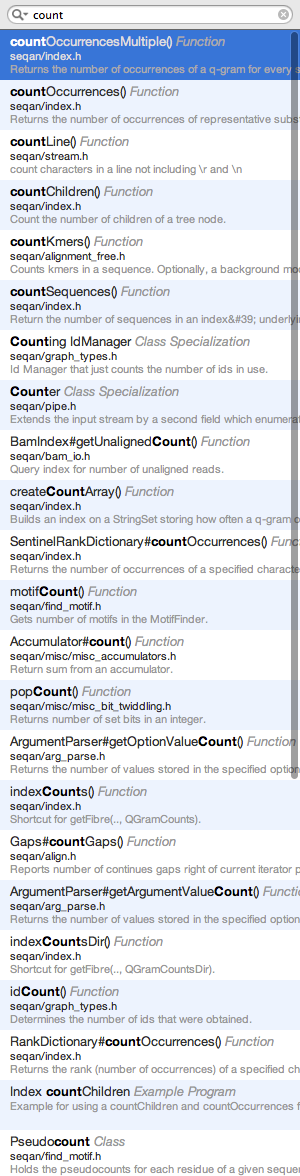 count
countOccurrencesMultiple() Function
seqan/index.h
Returns the number of occurrences of a q-gram for every s
countOccurrences() Function
seqan/index.h
Returns the number of occurrences of representative subst
countLine() Function
seqan/stream.h
count characters in a line not including \r and \n
countChildren() Function
seqan/index.h
Count the number of children of a tree node.
countKmers() Function
seqan/alignment_free.h
Counts kmers in a sequence. Optionally, a background mo
countSequences() Function
seqan/index.h
Return the number of sequences in an index&#39; underlyin
Counting IdManager Class Specialization
seqan/graph_types.h
Id Manager that just counts the number of ids in use.
Counter Class Specialization
seqan/pipe.h
Extends the input stream by a second field which enumerat
BamIndex#getUnalignedCount() Function
seqan/bam_io.h
Query index for number of unaligned reads.
createCountArray() Function
seqan/index.h
Builds an index on a StringSet storing how often a q-gram o
SentinelRankDictionary#countOccurrences() Func
seqan/index.h
Returns the number of occurrences of a specified characte
motifCount() Function
seqan/find_motif.h
Gets number of motifs in the MotifFinder.
Accumulator#count() Function
seqan/misc/misc_accumulators.h
Return sum from an accumulator.
popCount() Function
seqan/misc/misc_bit_twiddling.h
Returns number of set bits in an integer.
ArgumentParser#getOptionValueCount() Function
seqan/arg_parse.h
Returns the number of values stored in the specified option
indexCounts() Function
seqan/index.h
Shortcut for getFibre(.., QGramCounts).
Gaps#countGaps() Function
seqan/align.h
Reports number of continues gaps right of current iterator p
ArgumentParser#getArgumentValueCount() Functi
seqan/arg_parse.h
Returns the number of values stored in the specified option
indexCountsDir() Function
seqan/index.h
Shortcut for getFibre(.., QGramCountsDir).
idCount() Function
seqan/graph_types.h
Determines the number of ids that were obtained.
RankDictionary#countOccurrences() Function
seqan/index.h
Returns the rank (number of occurrences) of a specified ch
Index countChildren Example Program
Example for using a countChildren and countOccurrences f
Pseudocount Class
seqan/find_motif.h
Holds the pseudocounts for each residue of a given seque